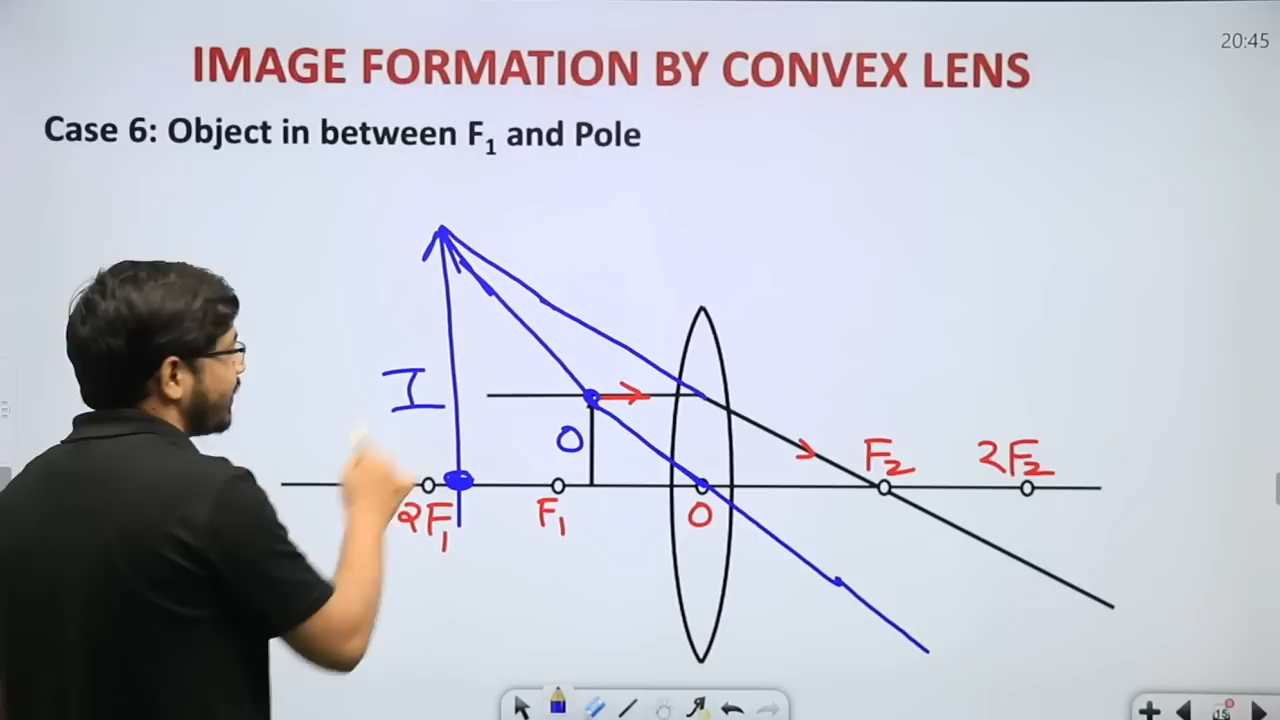 20:45
IMAGE FORMATION BY CONVEX LENS
Case 6: Object in between F₁ and Pole
I
O
F₂
2F₂
2F₁
F₁
O
15